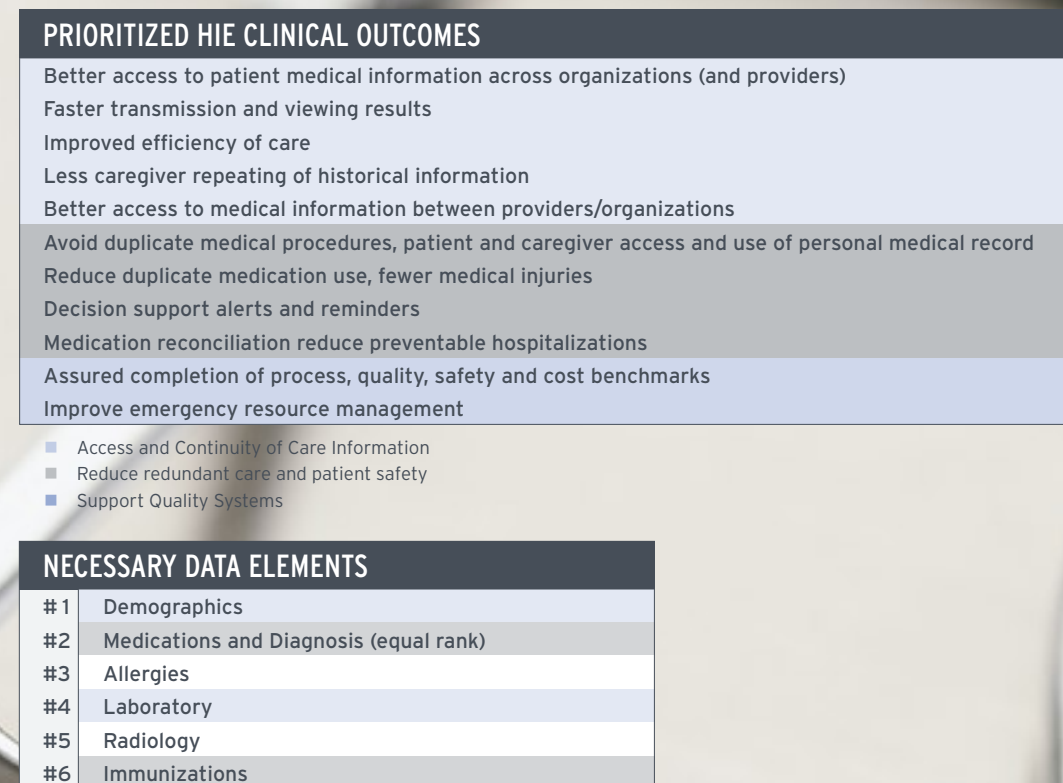 PRIORITIZED HIE CLINICAL OUTCOMES
Better access to patient medical information across organizations (and providers)
Faster transmission and viewing results
Improved efficiency of care
Less caregiver repeating of historical information
Better access to medical information between providers/organizations
Avoid duplicate medical procedures, patient and caregiver access and use of personal medical record
Reduce duplicate medication use, fewer medical injuries
Decision support alerts and reminders
Medication reconciliation reduce preventable hospitalizations
Assured completion of process, quality, safety and cost benchmarks
Improve emergency resource management
Access and Continuity of Care Information
Reduce redundant care and patient safety
Support Quality Systems
NECESSARY DATA ELEMENTS
#1 Demographics
#2 Medications and Diagnosis (equal rank)
#3 Allergies
#4 Laboratory
#5 Radiology
#6 Immunizations